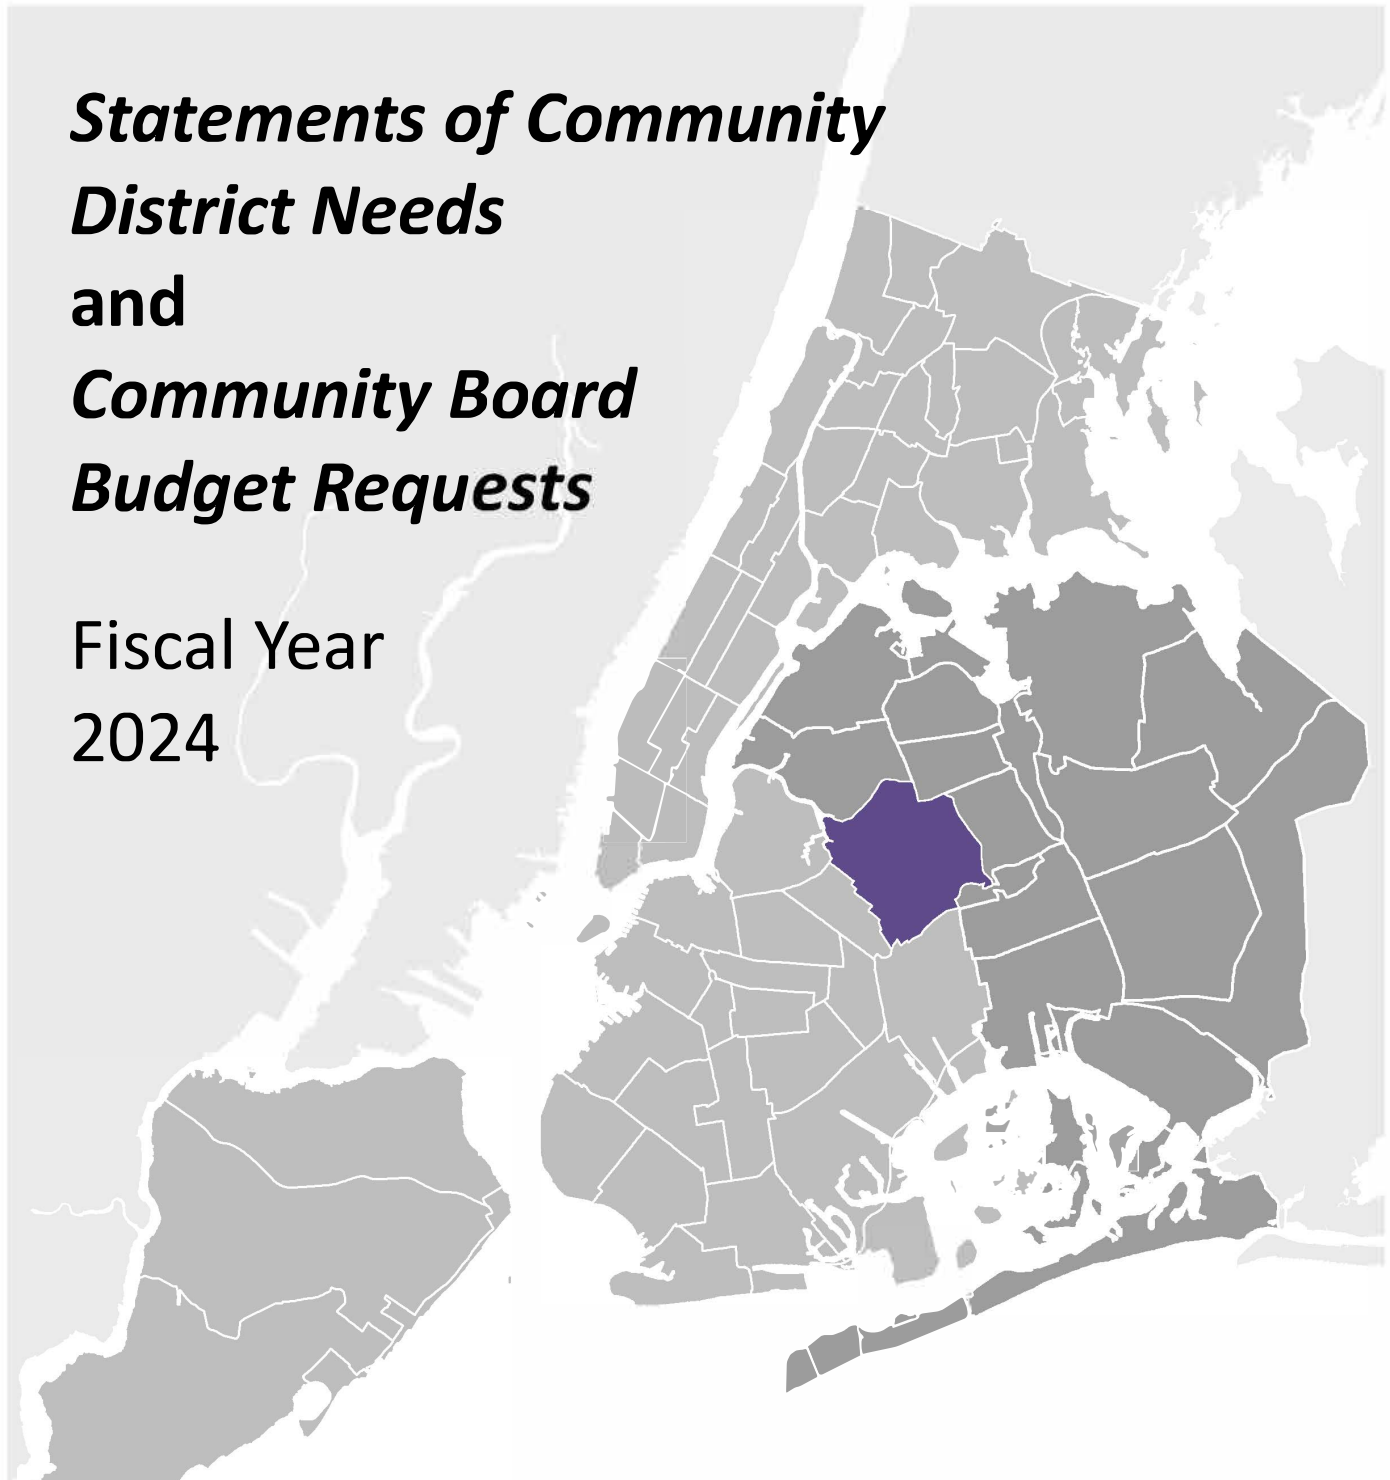 Statements of Community
District Needs
and
Community Board
Budget Requests
Fiscal Year
2024